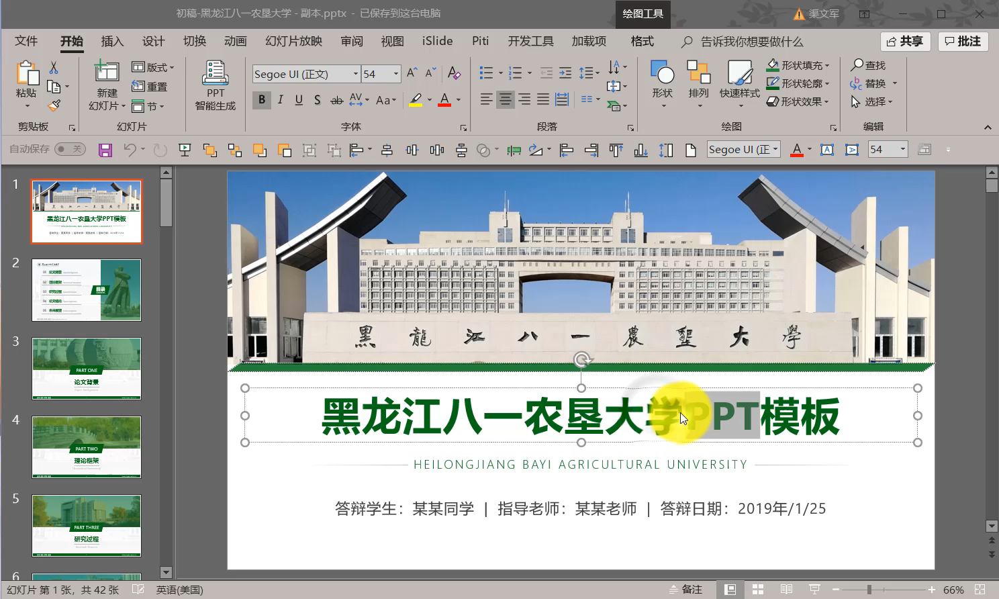 初稿-黑龙江八一农垦大学 - 副本.pptx - 已保存到这台电脑
绘图工具
渠文军
文件 开始 插入 设计 切换 动画 幻灯片放映 审阅 视图 iSlide Piti 开发工具 加载项 格式 告诉我你想要做什么 共享 批注
粘贴
新建
幻灯片
版式
重置
节
PPT
智能生成
Segoe UI (正文) 54
B I U S ab AV Aa A
形状 排列 快速样式
形状填充
形状轮廓
形状效果
查找
替换
选择
剪贴板 幻灯片 字体 段落 绘图 编辑
自动保存 关 Segoe UI (正 A 54
1
黑龙江八一农垦大学PPT模板
2
目录
3
PART ONE
论文背景
4
PART TWO
理论框架
5
PART THREE
研究过程
6
黑龍江八一農墾大學
黑龙江八一农垦大学PPT模板
HEILONGJIANG BAYI AGRICULTURAL UNIVERSITY
答辩学生：某某同学 | 指导老师：某某老师 | 答辩日期：2019年/1/25
幻灯片 第 1 张，共 42 张 英语(美国) 备注 66%